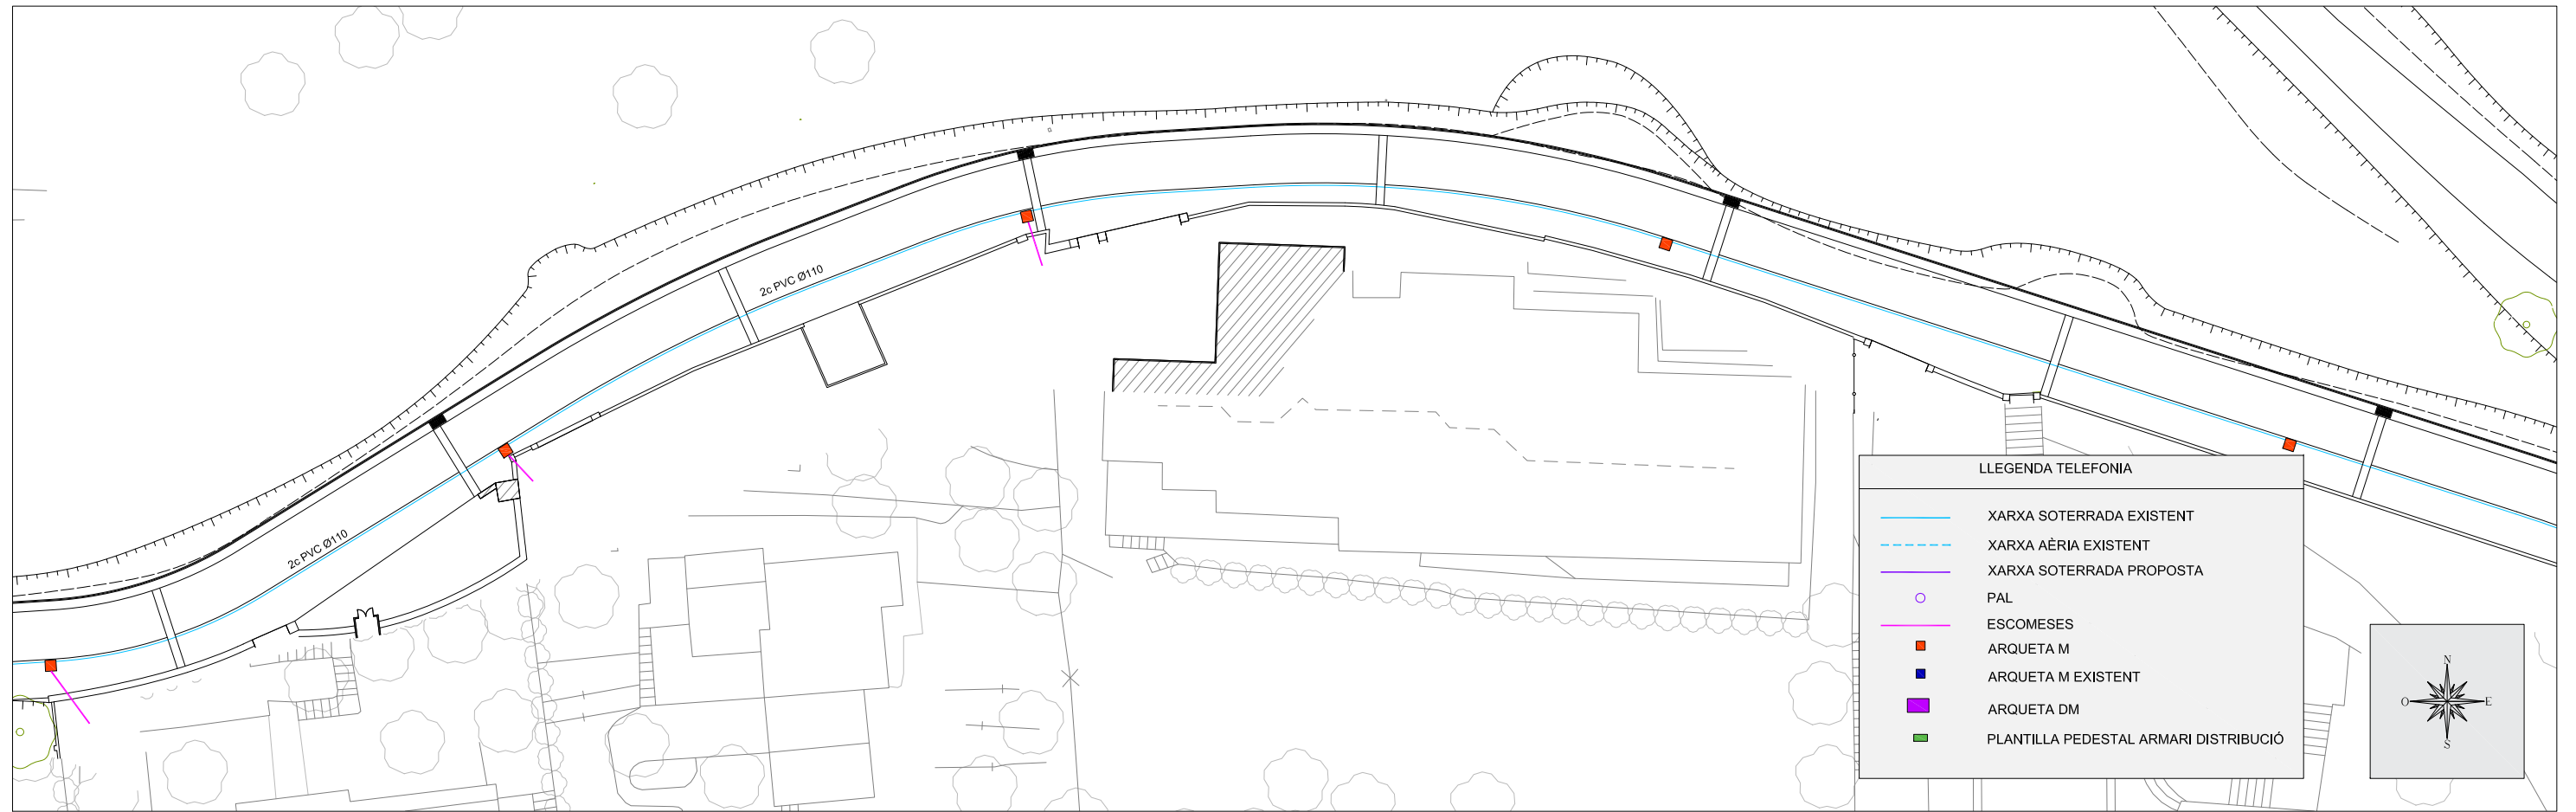 2c PVC Ø110
2c PVC Ø110
LLEGENDA TELEFONIA
XARXA SOTERRADA EXISTENT
XARXA AÈRIA EXISTENT
XARXA SOTERRADA PROPOSTA
PAL
ESCOMESES
ARQUETA M
ARQUETA M EXISTENT
ARQUETA DM
PLANTILLA PEDESTAL ARMARI DISTRIBUCIÓ
N
O E
S